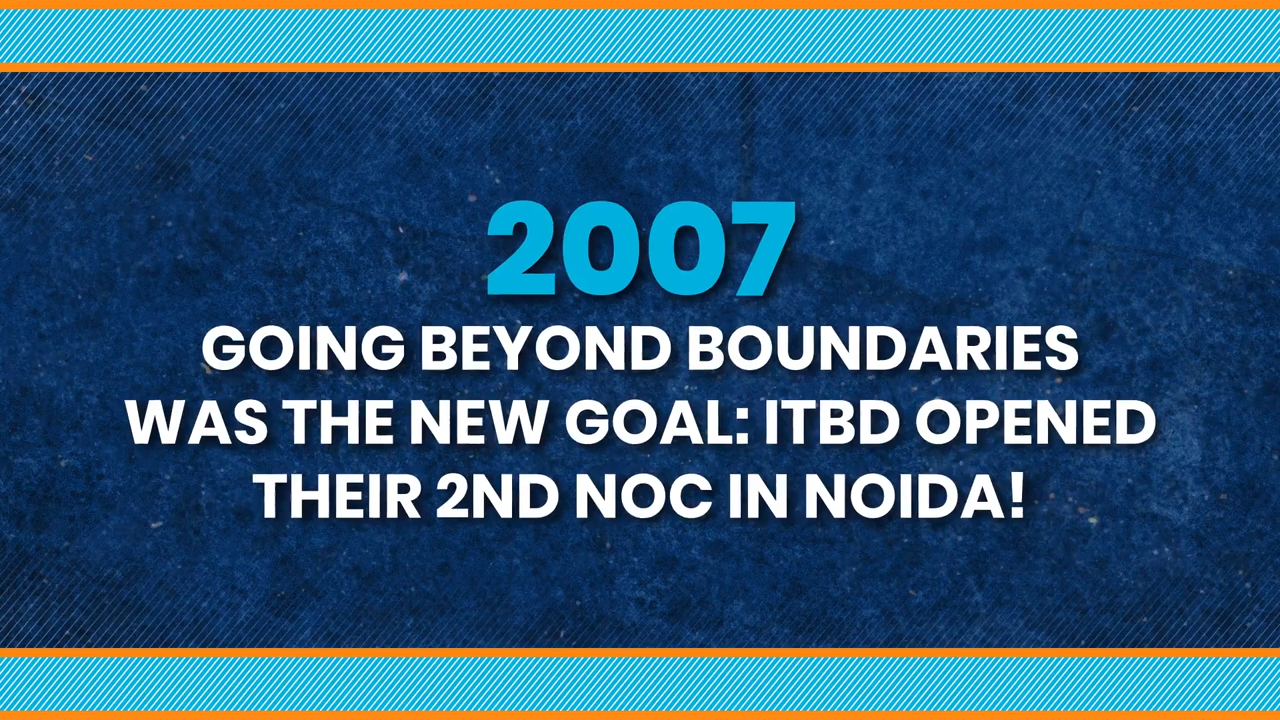 2007
GOING BEYOND BOUNDARIES
WAS THE NEW GOAL: ITBD OPENED
THEIR 2ND NOC IN NOIDA!